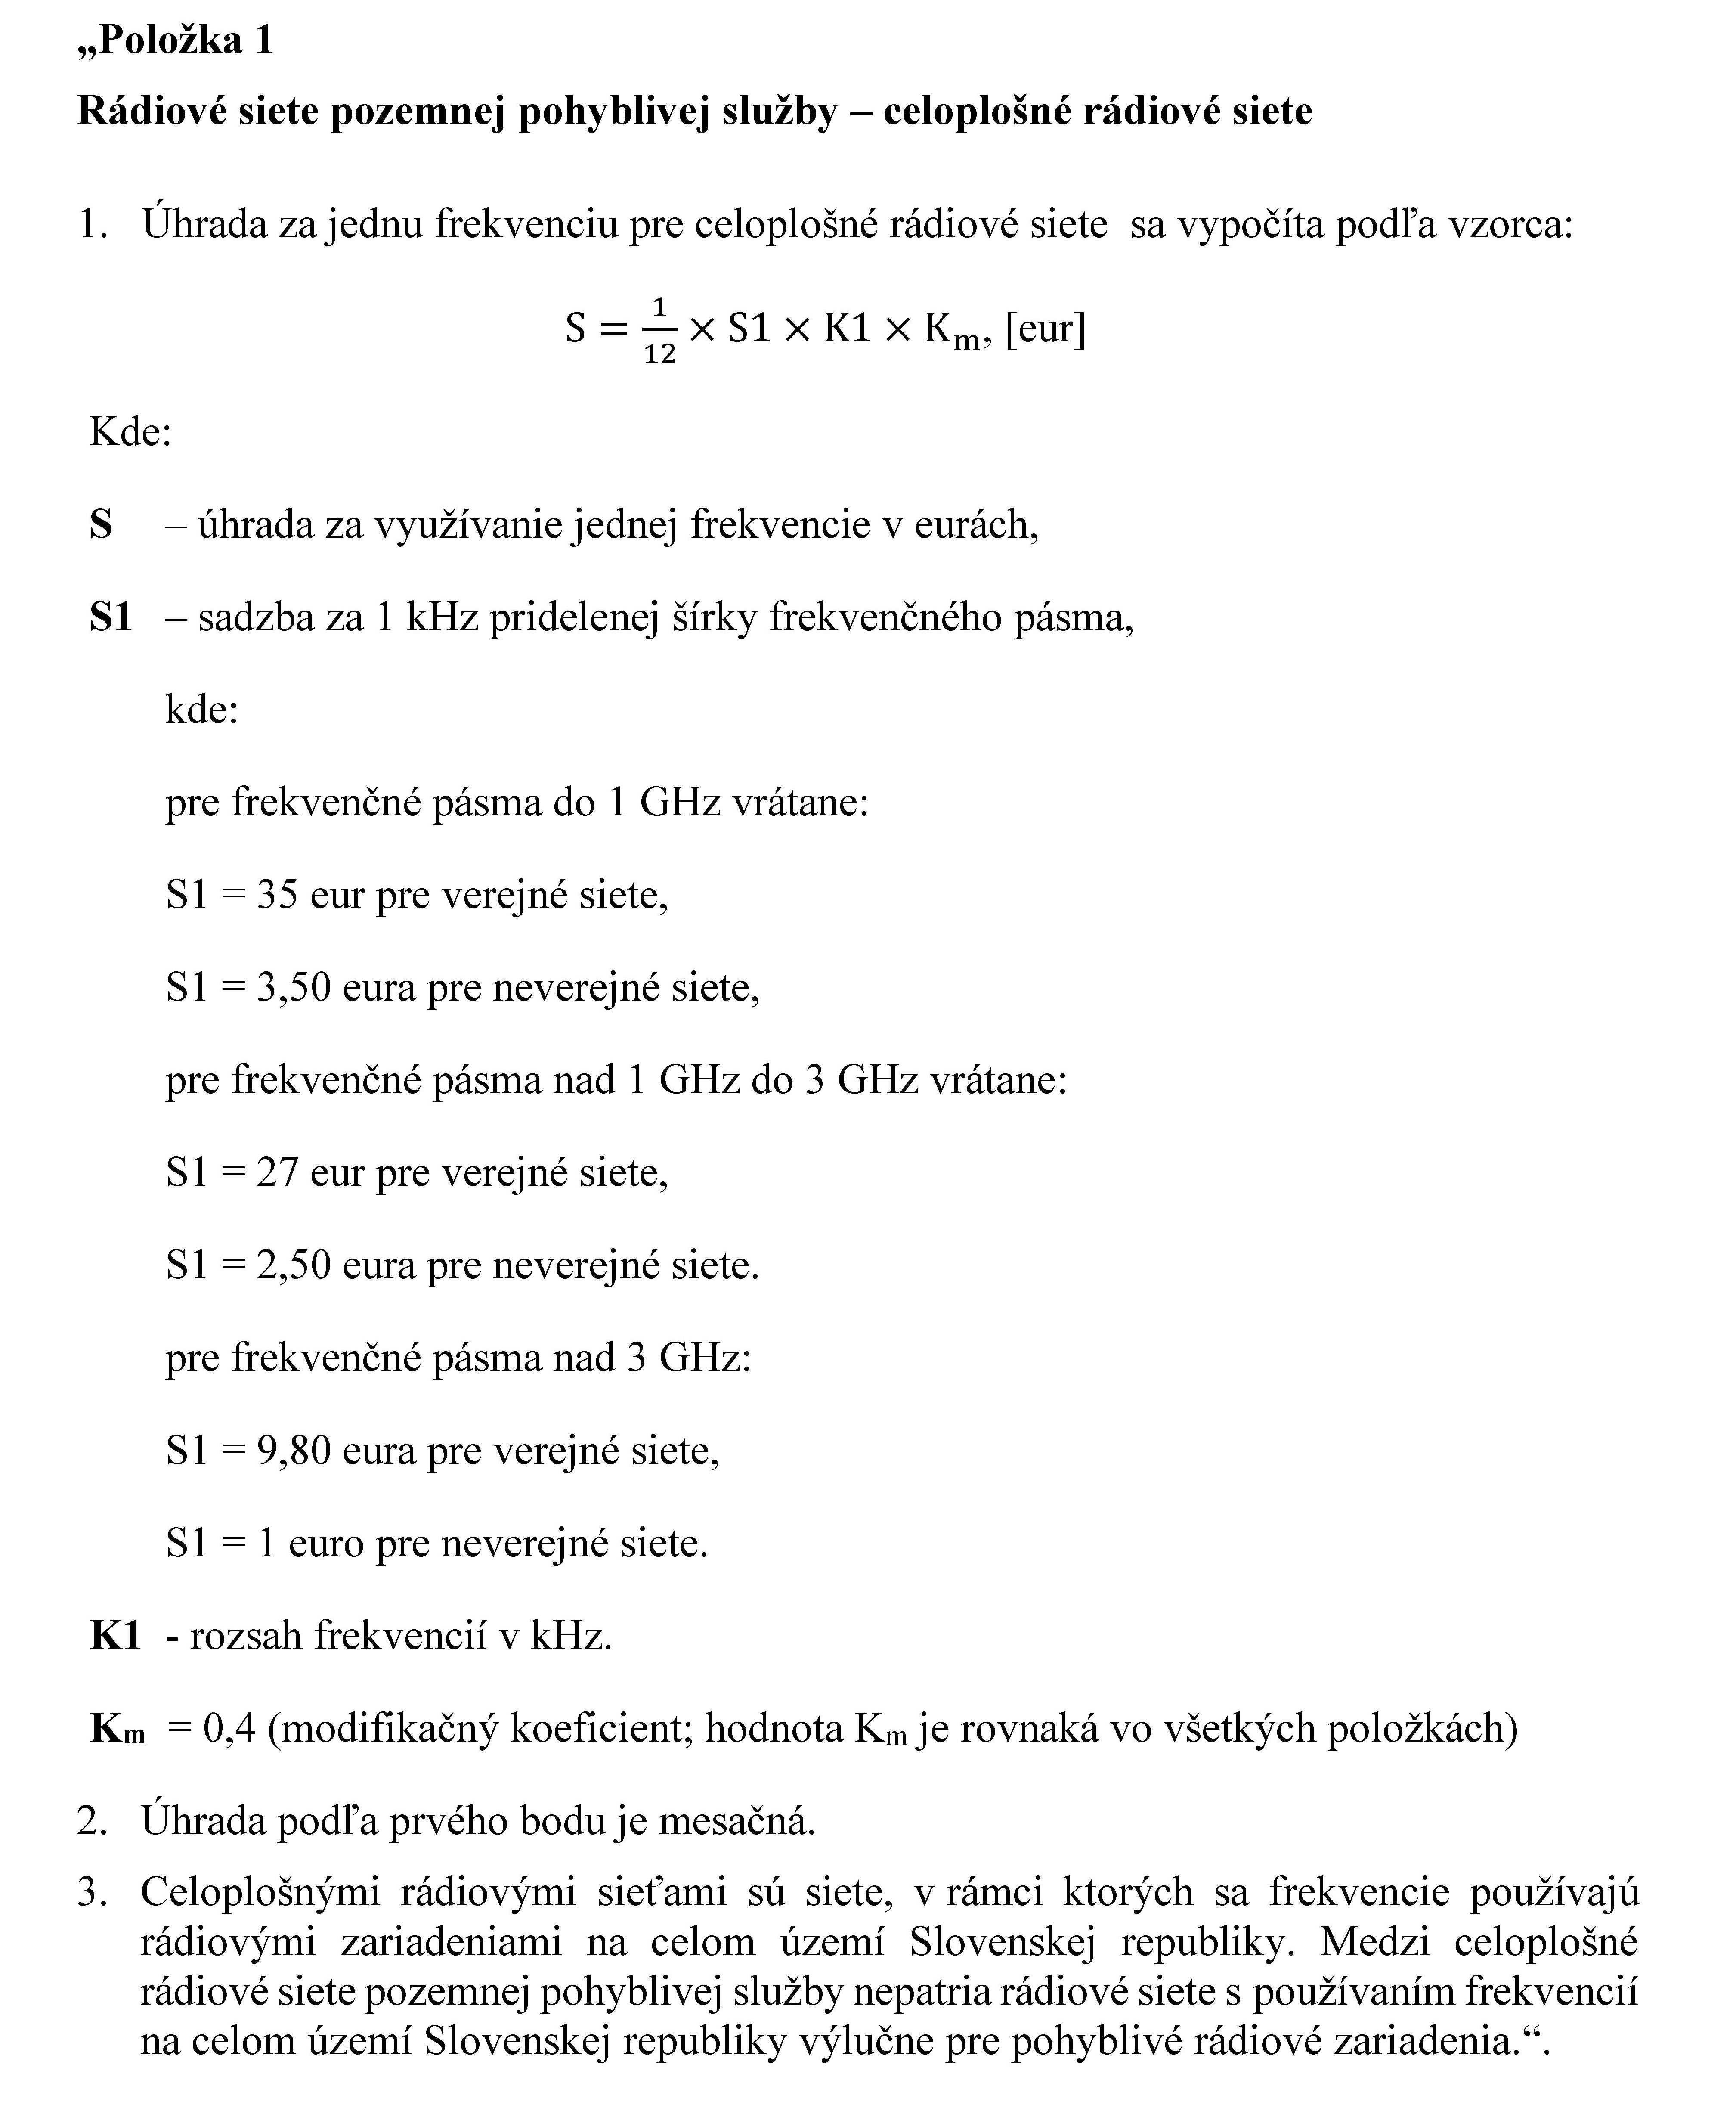 „Položka 1
Rádiové siete pozemnej pohyblivej služby – celoplošné rádiové siete
1. Úhrada za jednu frekvenciu pre celoplošné rádiové siete sa vypočíta podľa vzorca:
S = 1/12 × S1 × K1 × Kₘ, [eur]
Kde:
S – úhrada za využívanie jednej frekvencie v eurách,
S1 – sadzba za 1 kHz pridelenej šírky frekvenčného pásma,
kde:
pre frekvenčné pásma do 1 GHz vrátane:
S1 = 35 eur pre verejné siete,
S1 = 3,50 eura pre neverejné siete,
pre frekvenčné pásma nad 1 GHz do 3 GHz vrátane:
S1 = 27 eur pre verejné siete,
S1 = 2,50 eura pre neverejné siete.
pre frekvenčné pásma nad 3 GHz:
S1 = 9,80 eura pre verejné siete,
S1 = 1 euro pre neverejné siete.
K1 - rozsah frekvencií v kHz.
Kₘ = 0,4 (modifikačný koeficient; hodnota Kₘ je rovnaká vo všetkých položkách)
2. Úhrada podľa prvého bodu je mesačná.
3. Celoplošnými rádiovými sieťami sú siete, v rámci ktorých sa frekvencie používajú
rádiovými zariadeniami na celom území Slovenskej republiky. Medzi celoplošné
rádiové siete pozemnej pohyblivej služby nepatria rádiové siete s používaním frekvencií
na celom území Slovenskej republiky výlučne pre pohyblivé rádiové zariadenia.“.